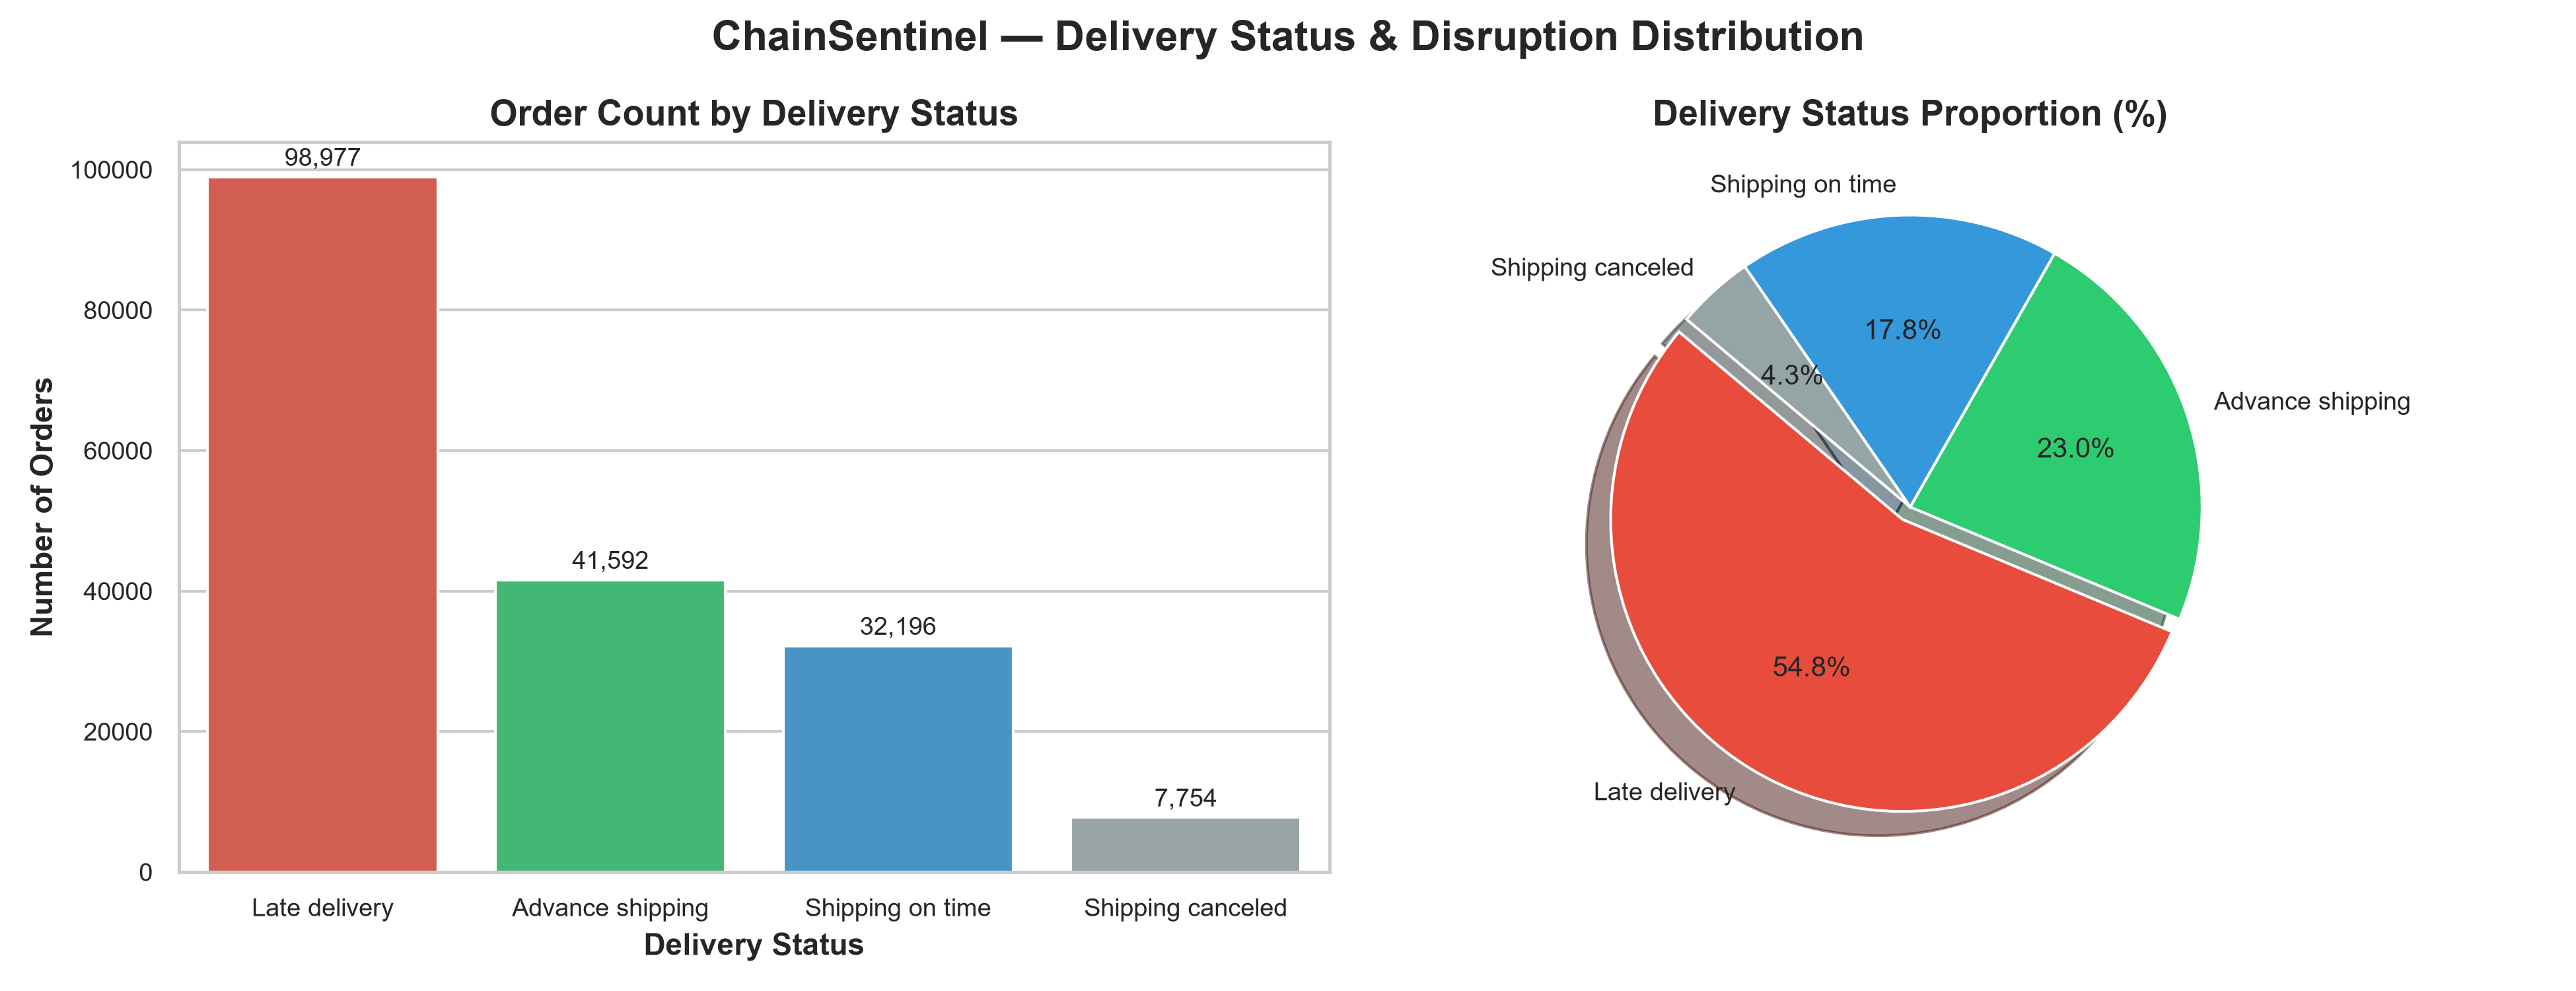 ChainSentinel — Delivery Status & Disruption Distribution
Order Count by Delivery Status
Number of Orders
100000
80000
60000
40000
20000
0
98,977
41,592
32,196
7,754
Late delivery
Advance shipping
Shipping on time
Shipping canceled
Delivery Status
Delivery Status Proportion (%)
Shipping on time
Shipping canceled
17.8%
4.3%
Advance shipping
23.0%
54.8%
Late delivery